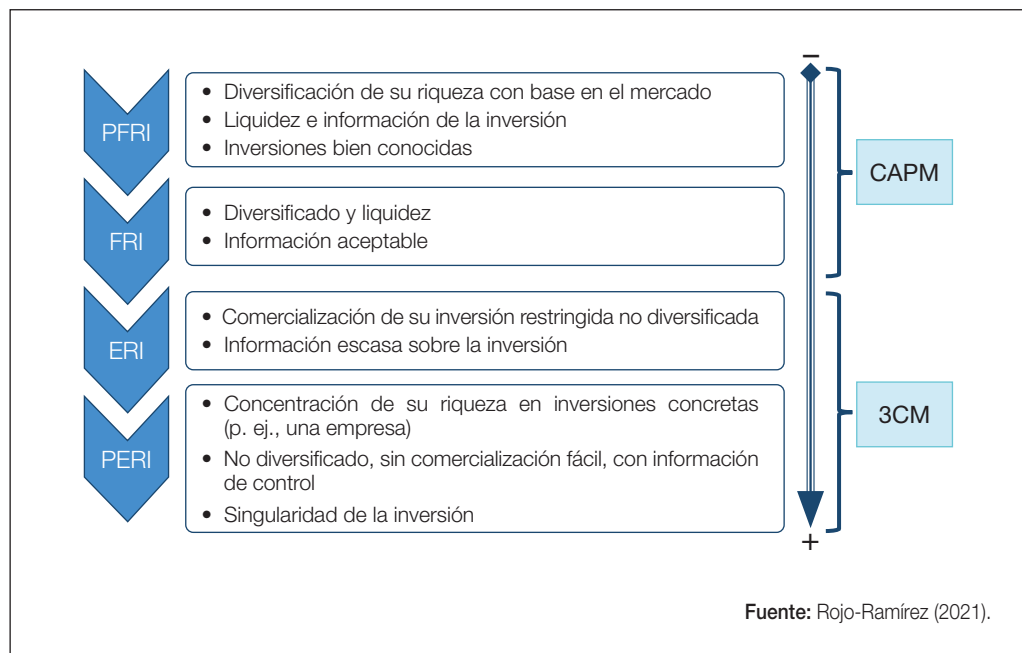 PFRI
• Diversificación de su riqueza con base en el mercado
• Liquidez e información de la inversión
• Inversiones bien conocidas
FRI
• Diversificado y liquidez
• Información aceptable
ERI
• Comercialización de su inversión restringida no diversificada
• Información escasa sobre la inversión
PERI
• Concentración de su riqueza en inversiones concretas
(p. ej., una empresa)
• No diversificado, sin comercialización fácil, con información
de control
• Singularidad de la inversión
–
+
CAPM
3CM
Fuente: Rojo-Ramírez (2021).